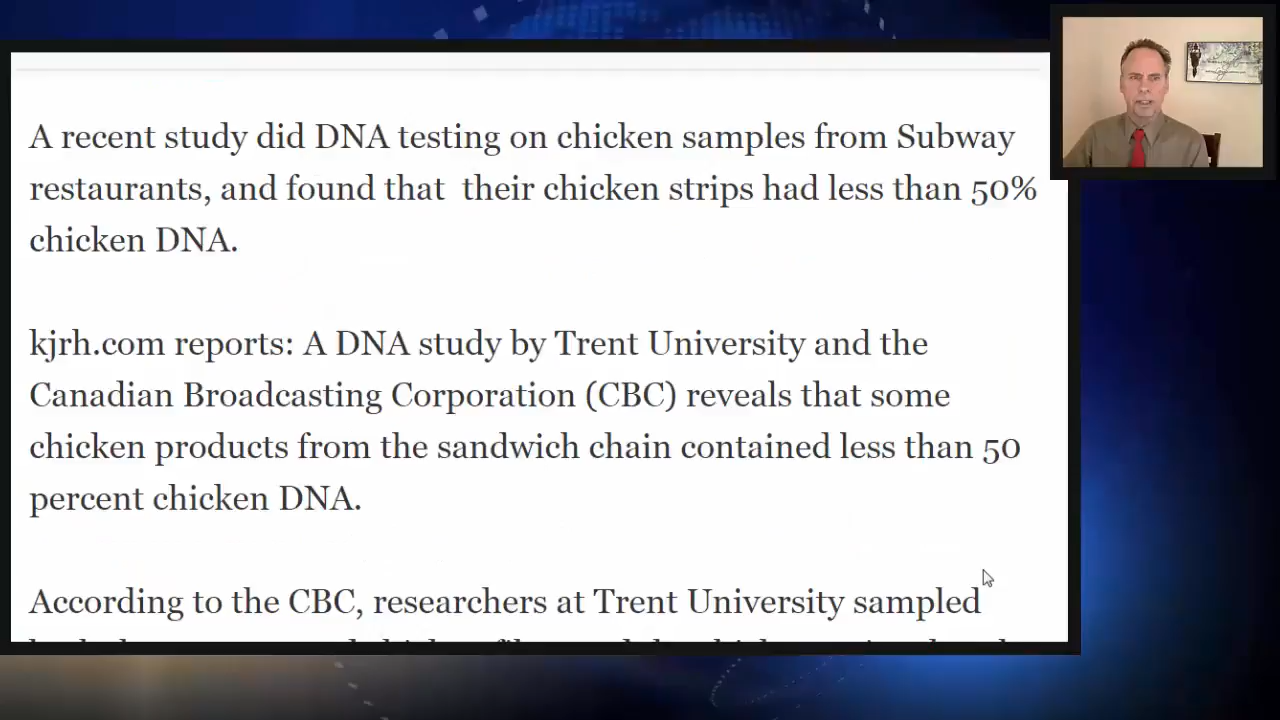 A recent study did DNA testing on chicken samples from Subway
restaurants, and found that  their chicken strips had less than 50%
chicken DNA.
kjrh.com reports: A DNA study by Trent University and the
Canadian Broadcasting Corporation (CBC) reveals that some
chicken products from the sandwich chain contained less than 50
percent chicken DNA.
According to the CBC, researchers at Trent University sampled